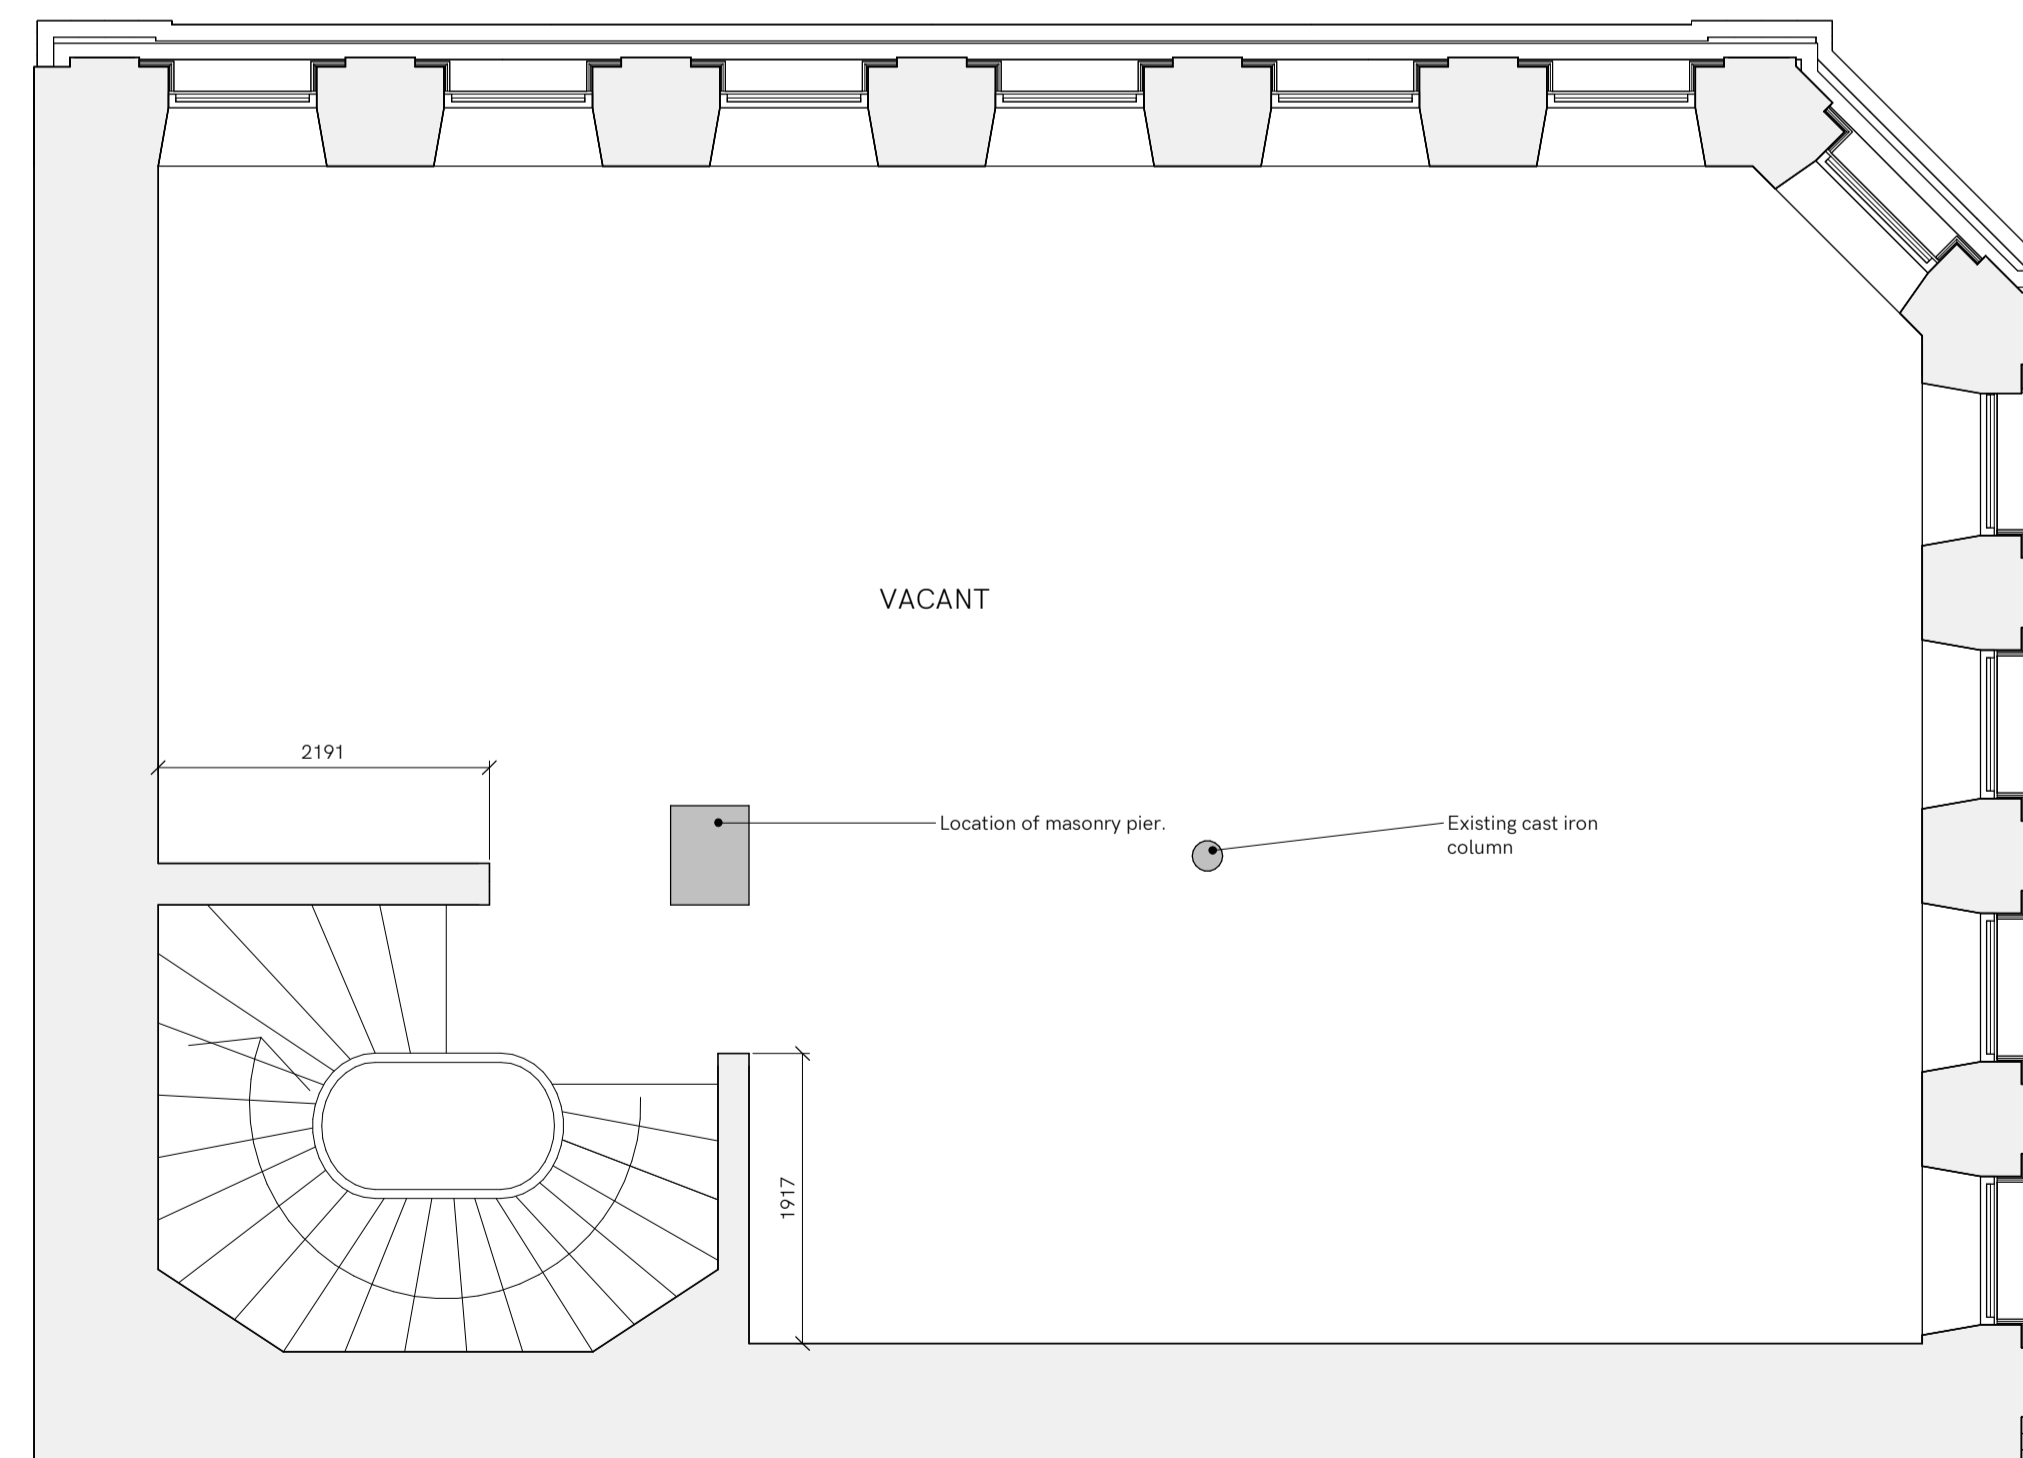 VACANT
2191
Location of masonry pier.
Existing cast iron
column
1917